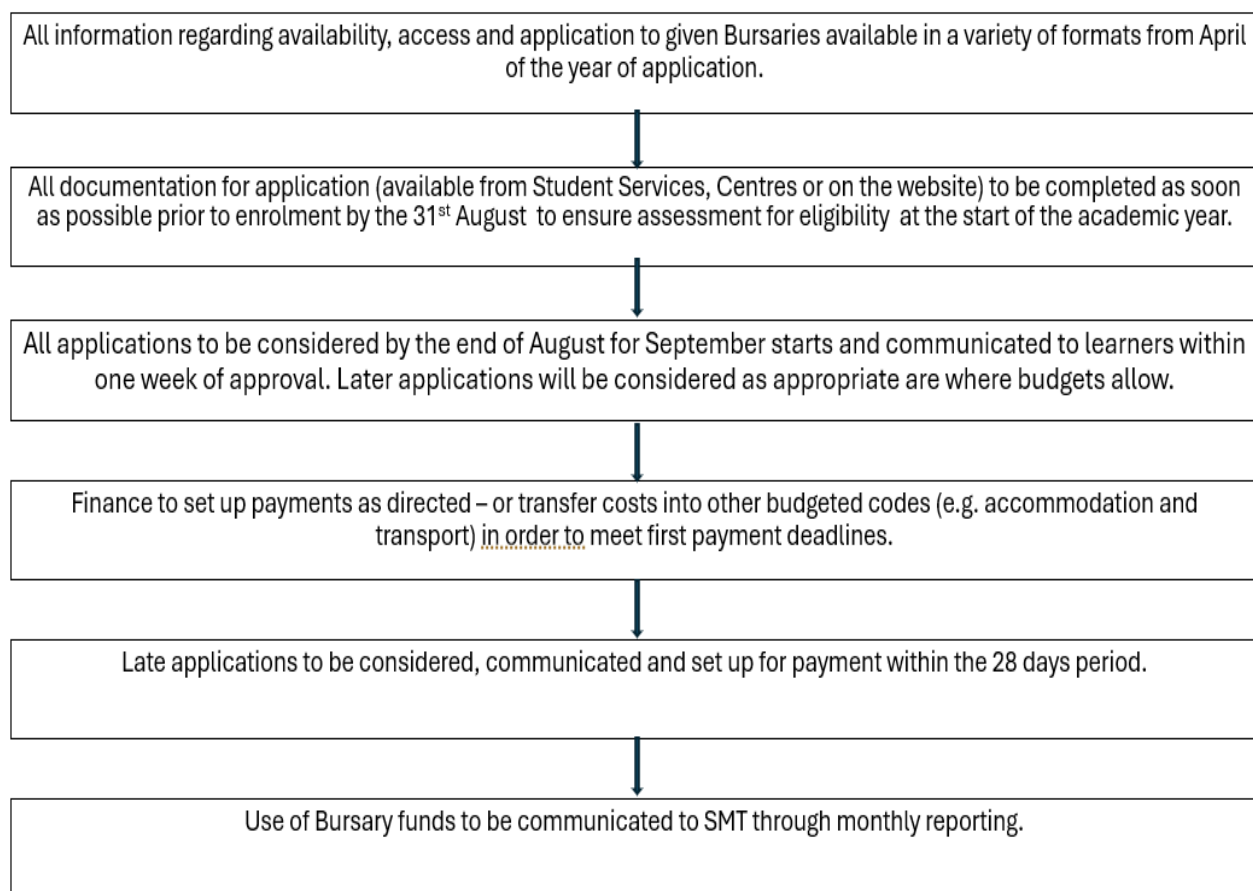 All information regarding availability, access and application to given Bursaries available in a variety of formats from April
of the year of application.
All documentation for application (available from Student Services, Centres or on the website) to be completed as soon
as possible prior to enrolment by the 31st August  to ensure assessment for eligibility  at the start of the academic year.
All applications to be considered by the end of August for September starts and communicated to learners within
one week of approval. Later applications will be considered as appropriate are where budgets allow.
Finance to set up payments as directed – or transfer costs into other budgeted codes (e.g. accommodation and
transport) in order to meet first payment deadlines.
Late applications to be considered, communicated and set up for payment within the 28 days period.
Use of Bursary funds to be communicated to SMT through monthly reporting.